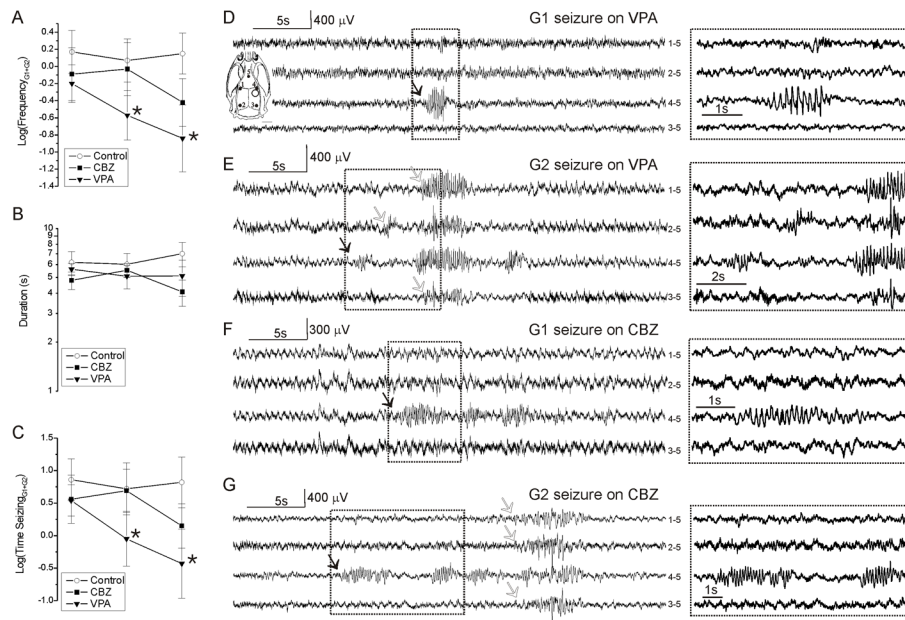 A
0.6
0.4
0.2
0.0
-0.2
-0.4
-0.6
-0.8
-1.0
-1.2
-1.4
Log(Frequency G1+G2)
Control
CBZ
VPA
*
*
B
10
9
8
7
6
5
4
3
2
1
Duration (s)
Control
CBZ
VPA
C
1.5
1.0
0.5
0.0
-0.5
-1.0
Log(Time Seizing G1+G2)
Control
CBZ
VPA
*
*
D
5s
400 μV
G1 seizure on VPA
1-5
2-5
4-5
3-5
1s
E
5s
400 μV
G2 seizure on VPA
1-5
2-5
4-5
3-5
2s
F
5s
300 μV
G1 seizure on CBZ
1-5
2-5
4-5
3-5
1s
G
5s
400 μV
G2 seizure on CBZ
1-5
2-5
4-5
3-5
1s